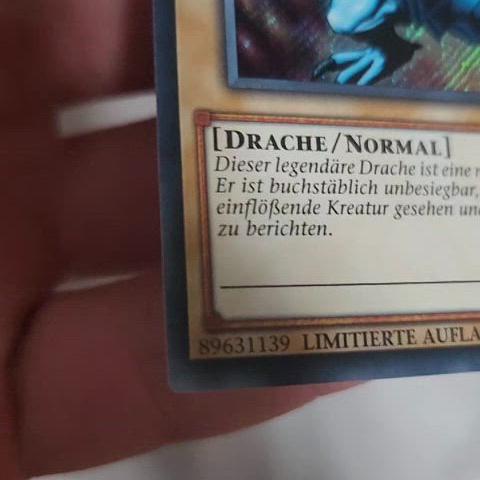 [DRACHE/NORMAL]
Dieser legendäre Drache ist eine
Er ist buchstäblich unbesiegbar,
einflößende Kreatur gesehen und
zu berichten.
89631139 LIMITIERTE AUFLA